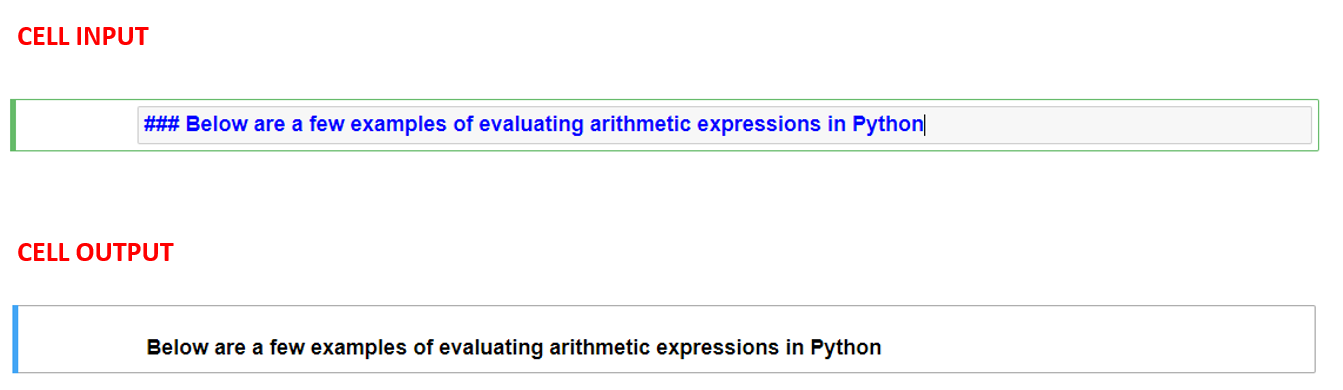 CELL INPUT
### Below are a few examples of evaluating arithmetic expressions in Python
CELL OUTPUT
Below are a few examples of evaluating arithmetic expressions in Python